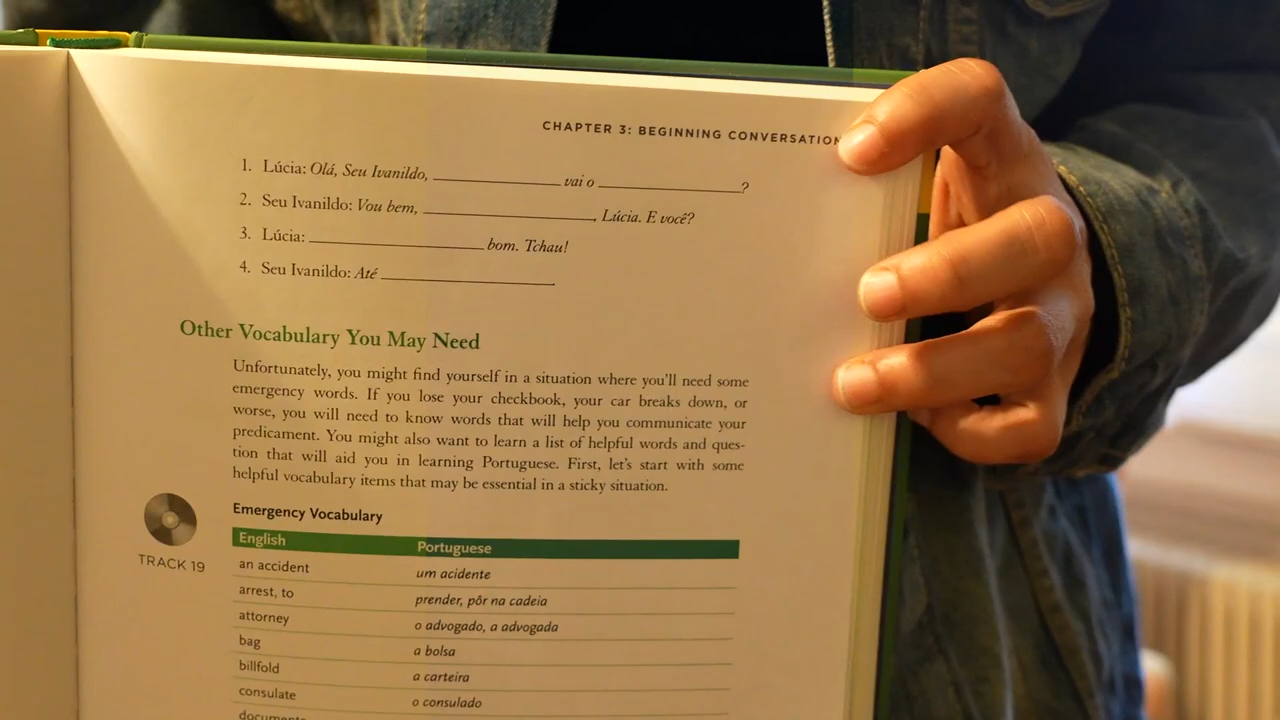 CHAPTER 3: BEGINNING CONVERSATION
1. Lúcia: Olá, Seu Ivanildo, ____________ vai o ____________?
2. Seu Ivanildo: Vou bem, ____________, Lúcia. E você?
3. Lúcia: ____________ bom. Tchau!
4. Seu Ivanildo: Até ____________.
Other Vocabulary You May Need
Unfortunately, you might find yourself in a situation where you'll need some
emergency words. If you lose your checkbook, your car breaks down, or
worse, you will need to know words that will help you communicate your
predicament. You might also want to learn a list of helpful words and ques-
tion that will aid you in learning Portuguese. First, let's start with some
helpful vocabulary items that may be essential in a sticky situation.
TRACK 19
Emergency Vocabulary
English Portuguese
an accident um acidente
arrest, to prender, pôr na cadeia
attorney o advogado, a advogada
bag a bolsa
billfold a carteira
consulate o consulado